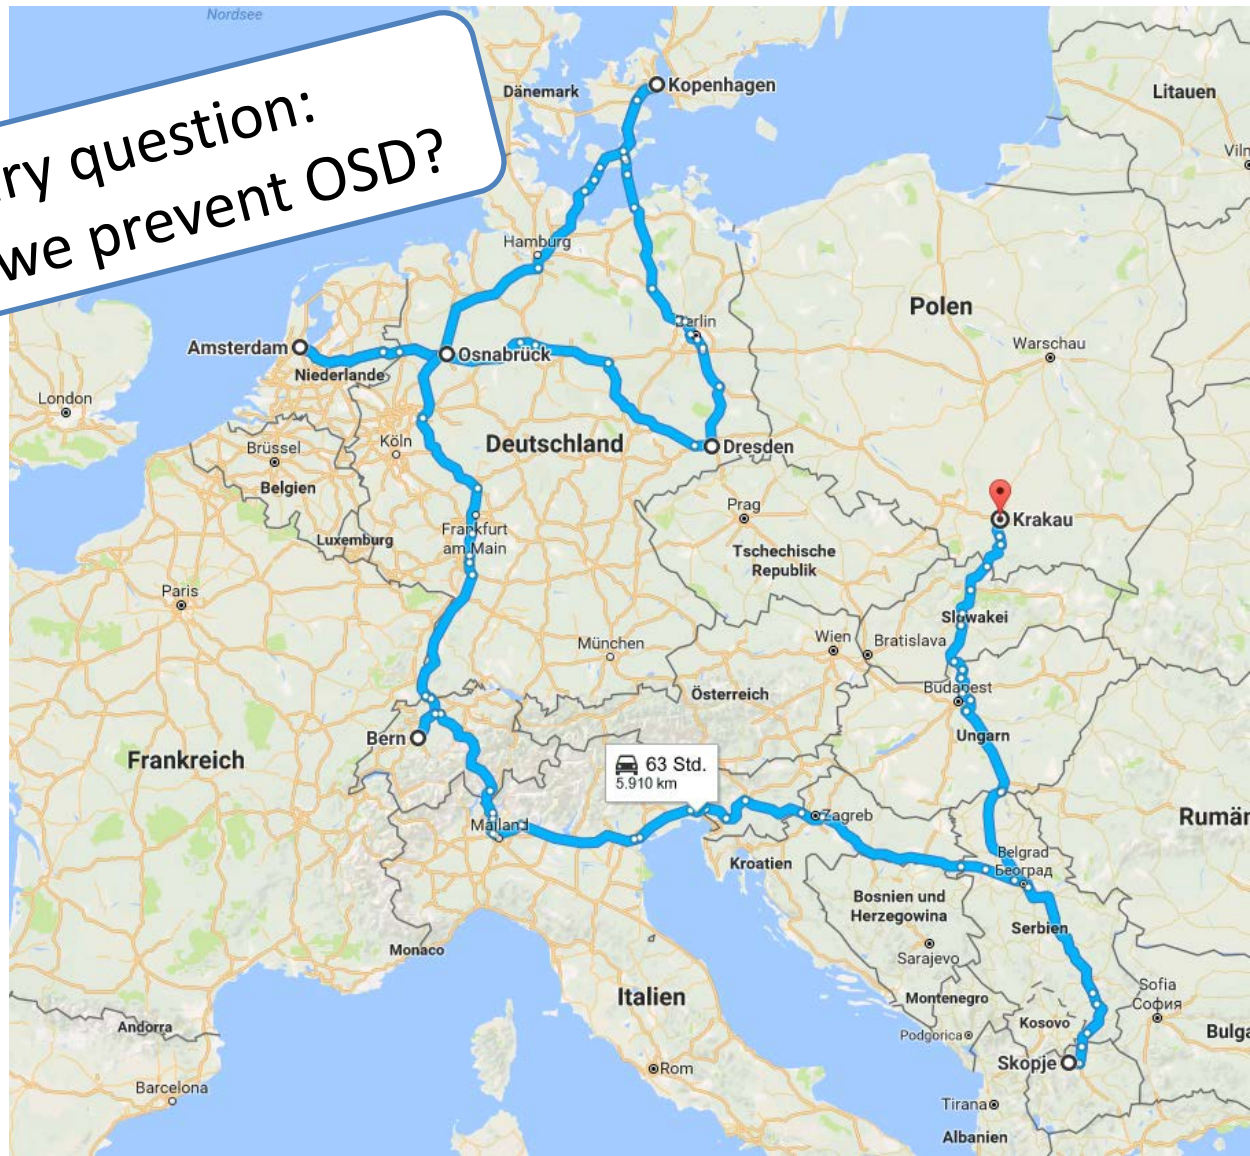 Nordsee
ry question:
we prevent OSD?
Kopenhagen
Dänemark
Litauen
Hamburg
Polen
Berlin
Amsterdam
Osnabrück
Warschau
Niederlande
London
Deutschland
Dresden
Köln
Brüssel
Belgien
Prag
Krakau
Frankfurt
am Main
Luxemburg
Tschechische
Republik
Paris
Slowakei
München
Wien
Bratislava
Österreich
Budapest
Bern
Ungarn
Frankreich
63 Std.
5.910 km
Mailand
Zagreb
Rumän
Kroatien
Belgrad
Београд
Bosnien und
Herzegowina
Serbien
Monaco
Sarajevo
Italien
Montenegro
Sofia
София
Andorra
Kosovo
Podgorica
Bulga
Skopje
Rom
Barcelona
Tirana
Albanien